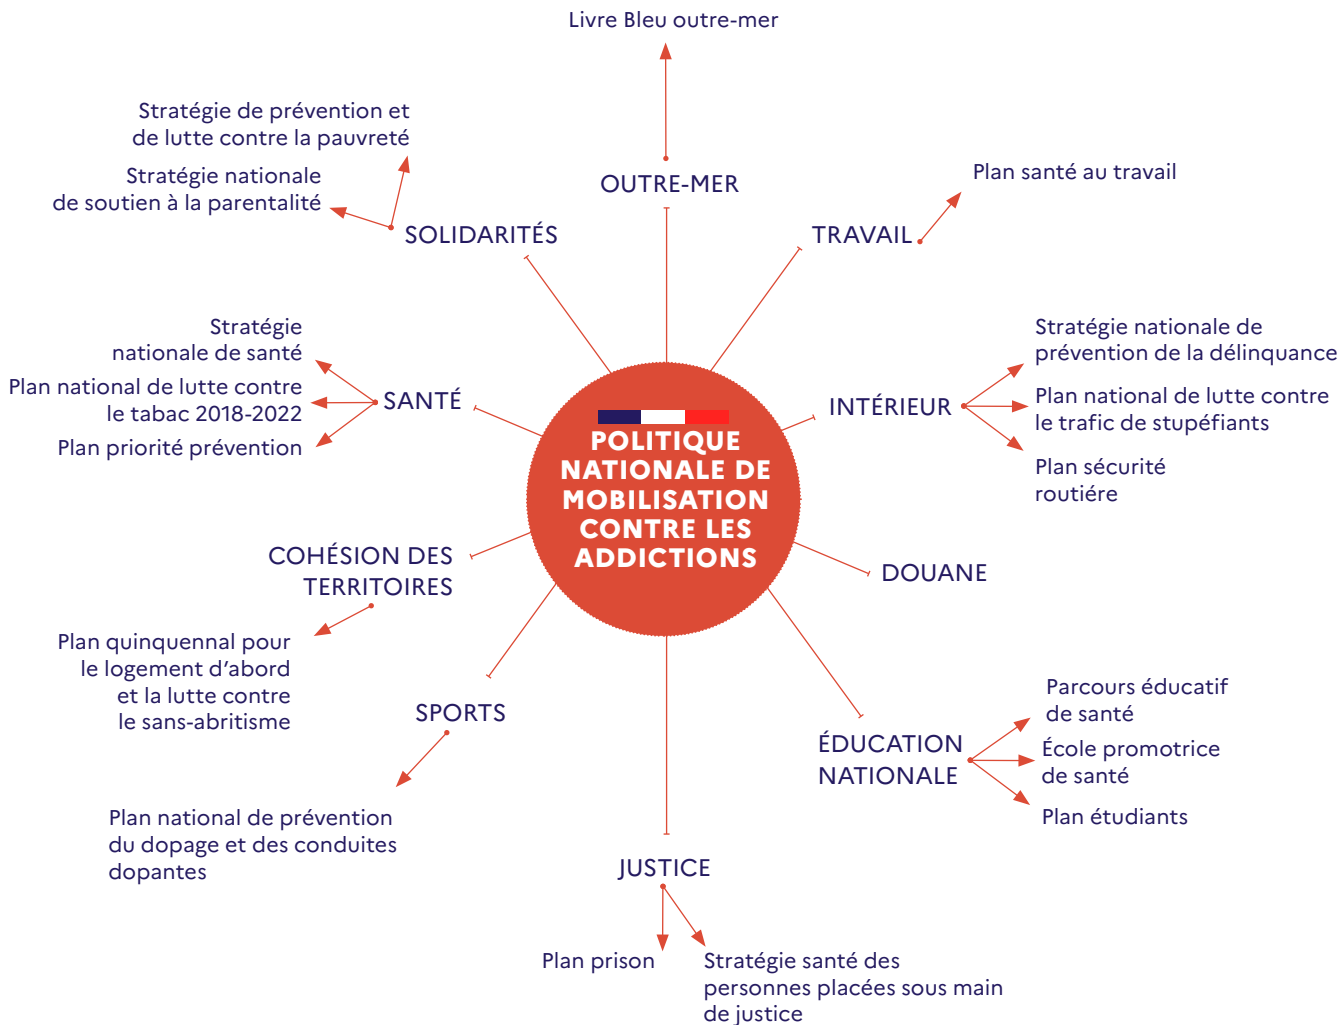 Livre Bleu outre-mer
OUTRE-MER
Stratégie de prévention et
de lutte contre la pauvreté
Stratégie nationale
de soutien à la parentalité
SOLIDARITÉS
Plan santé au travail
TRAVAIL
Stratégie
nationale de santé
Plan national de lutte contre
le tabac 2018-2022
Plan priorité prévention
SANTÉ
POLITIQUE
NATIONALE DE
MOBILISATION
CONTRE LES
ADDICTIONS
INTÉRIEUR
Stratégie nationale de
prévention de la délinquance
Plan national de lutte contre
le trafic de stupéfiants
Plan sécurité
routiére
COHÉSION DES
TERRITOIRES
Plan quinquennal pour
le logement d’abord
et la lutte contre
le sans-abritisme
DOUANE
SPORTS
Plan national de prévention
du dopage et des conduites
dopantes
ÉDUCATION
NATIONALE
Parcours éducatif
de santé
École promotrice
de santé
Plan étudiants
JUSTICE
Plan prison
Stratégie santé des
personnes placées sous main
de justice